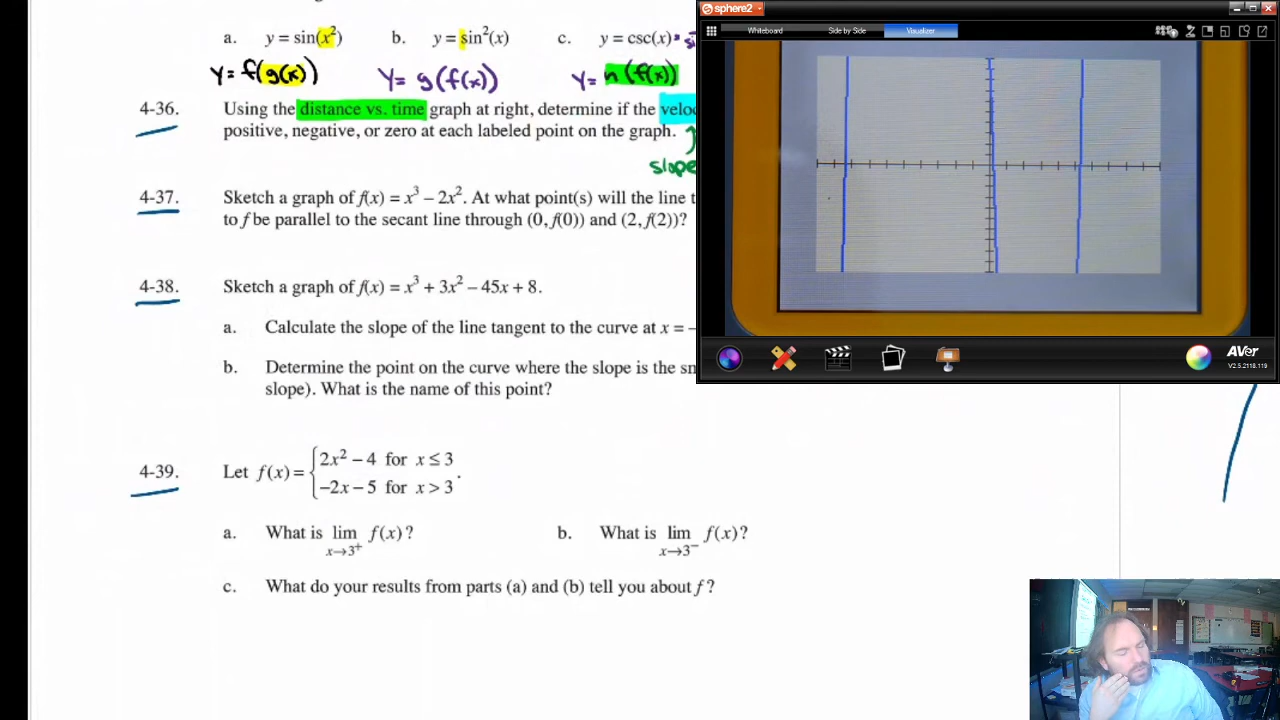 sphere2
Whiteboard Side by Side Visualizer
a. y = sin(x²) b. y = sin²(x) c. y = csc(x)
y = f(g(x)) y = g(f(x)) y = h(f(x))
4-36. Using the distance vs. time graph at right, determine if the
positive, negative, or zero at each labeled point on the graph.
slope
4-37. Sketch a graph of f(x) = x³ − 2x². At what point(s) will the line
to f be parallel to the secant line through (0, f(0)) and (2, f(2))?
4-38. Sketch a graph of f(x) = x³ + 3x² − 45x + 8.
a. Calculate the slope of the line tangent to the curve at x = −
b. Determine the point on the curve where the slope is the
slope). What is the name of this point?
AVer
V2.5.2118.119
4-39. Let f(x) = { 2x² − 4 for x ≤ 3
−2x − 5 for x > 3 .
a. What is lim x→3⁺ f(x)? b. What is lim x→3⁻ f(x)?
c. What do your results from parts (a) and (b) tell you about f?